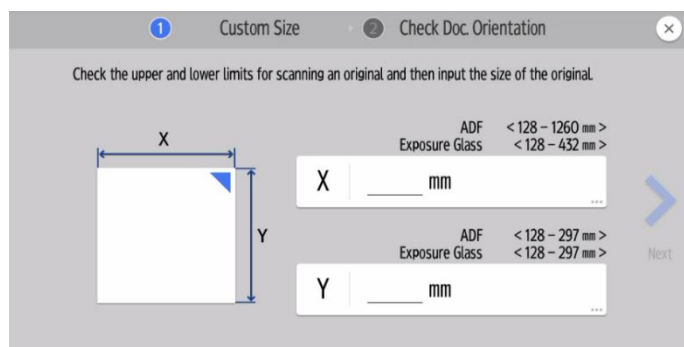 1 Custom Size 2 Check Doc. Orientation ×
Check the upper and lower limits for scanning an original and then input the size of the original.
X
ADF < 128 – 1260 mm >
Exposure Glass < 128 – 432 mm >
X ____ mm
...
Y
ADF < 128 – 297 mm >
Exposure Glass < 128 – 297 mm >
Y ____ mm
...
Next